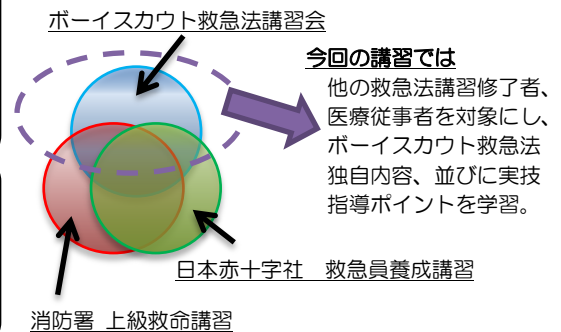 ボーイスカウト救急法講習会
今回の講習では
他の救急法講習修了者、
医療従事者を対象にし、
ボーイスカウト救急法
独自内容、並びに実技
指導ポイントを学習。
日本赤十字社　救急員養成講習
消防署 上級救命講習